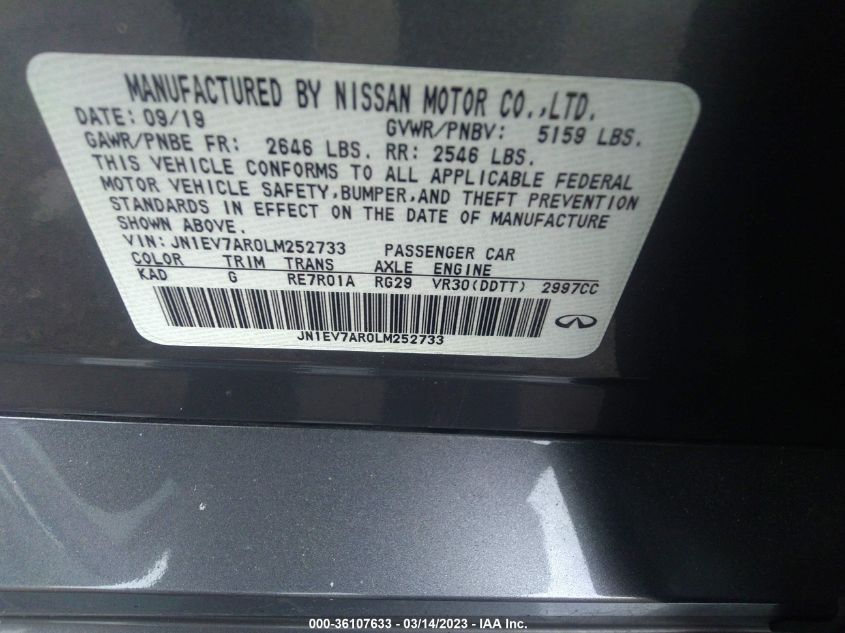 MANUFACTURED BY NISSAN MOTOR CO.,LTD.
DATE: 09/19 GVWR/PNBV: 5159 LBS.
GAWR/PNBE FR: 2646 LBS. RR: 2546 LBS.
THIS VEHICLE CONFORMS TO ALL APPLICABLE FEDERAL
MOTOR VEHICLE SAFETY,BUMPER,AND THEFT PREVENTION
STANDARDS IN EFFECT ON THE DATE OF MANUFACTURE
SHOWN ABOVE.
VIN: JN1EV7AR0LM252733 PASSENGER CAR
COLOR TRIM TRANS AXLE ENGINE
KAD G RE7R01A RG29 VR30(DDTT) 2997CC
JN1EV7AR0LM252733
000-36107633 - 03/14/2023 - IAA Inc.